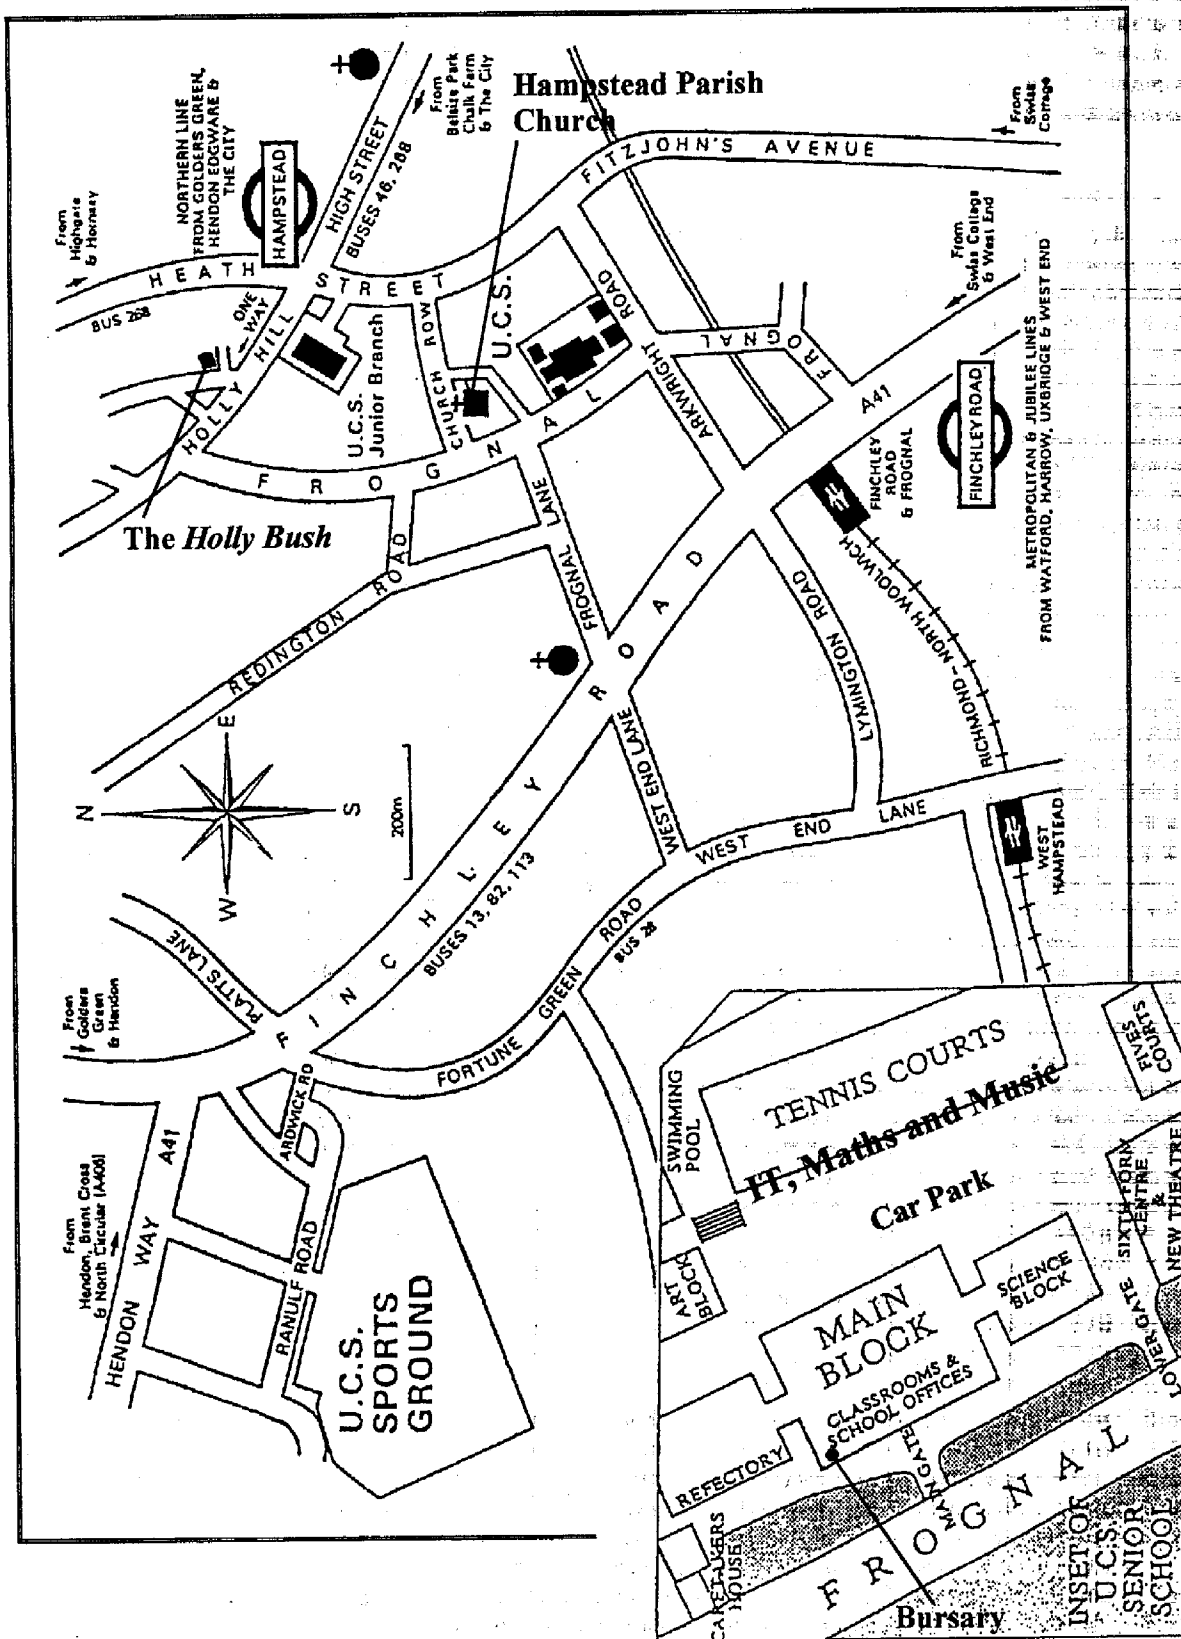 Hampstead Parish
Church
From
Belsize Park
Chalk Farm
& The City
NORTHERN LINE
FROM GOLDERS GREEN,
HENDON EDGWARE &
THE CITY
HAMPSTEAD
HIGH STREET
BUSES 46, 268
From
Highgate
& Hornsey
HEATH
STREET
BUS 268
ONE
WAY
HOLLY HILL
FITZJOHN'S AVENUE
From
Swiss
Cottage
From
Swiss Cottage
& West End
U.C.S.
Junior Branch
CHURCH ROW
U.C.S.
ARKWRIGHT ROAD
FROGNAL
FROGNAL
FROGNAL
A41
FINCHLEY ROAD
METROPOLITAN & JUBILEE LINES
FROM WATFORD, HARROW, UXBRIDGE & WEST END
FINCHLEY
ROAD
& FROGNAL
The Holly Bush
REDINGTON ROAD
FROGNAL LANE
RICHMOND - NORTH WOOLWICH
LYMINGTON ROAD
N
E
S
W
200m
FINCHLEY ROAD
BUSES 13, 82, 113
WEST END LANE
WEST END LANE
WEST
HAMPSTEAD
PLATTS LANE
From
Golders
Green
& Hendon
FORTUNE GREEN ROAD
BUS 28
ARDWICK RD
From
Hendon, Brent Cross
& North Circular (A406)
HENDON WAY A41
RANULF ROAD
U.C.S.
SPORTS
GROUND
SWIMMING
POOL
TENNIS COURTS
IT, Maths and Music
Car Park
FIVES
COURTS
ART
BLOCK
MAIN
BLOCK
CLASSROOMS &
SCHOOL OFFICES
SCIENCE
BLOCK
SIXTH FORM
CENTRE
&
NEW THEATRE
LOWER GATE
MAIN GATE
REFECTORY
CARETAKERS
HOUSE
FROGNAL
Bursary
INSET OF
U.C.S.
SENIOR
SCHOOL